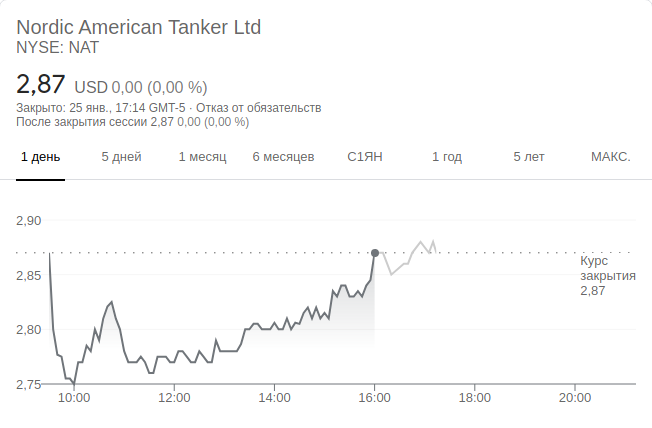 Nordic American Tanker Ltd
NYSE: NAT
2,87 USD 0,00 (0,00 %)
Закрыто: 25 янв., 17:14 GMT-5 · Отказ от обязательств
После закрытия сессии 2,87 0,00 (0,00 %)
1 день 5 дней 1 месяц 6 месяцев С1ЯН 1 год 5 лет МАКС.
2,90
Курс
закрытия
2,87
2,85
2,80
2,75
10:00 12:00 14:00 16:00 18:00 20:00